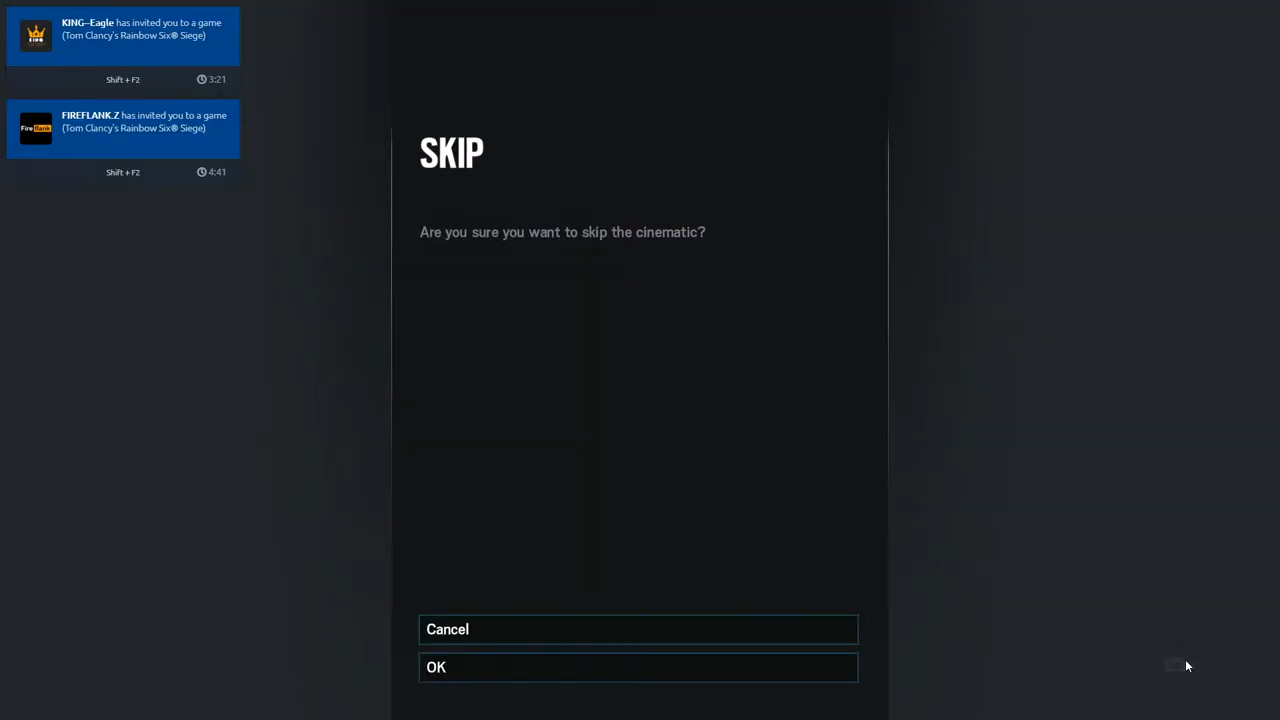 KING--Eagle has invited you to a game
(Tom Clancy's Rainbow Six® Siege)
Shift + F2
3:21
FIREFLANK.Z has invited you to a game
(Tom Clancy's Rainbow Six® Siege)
Fire flank
Shift + F2
4:41
SKIP
Are you sure you want to skip the cinematic?
Cancel
OK